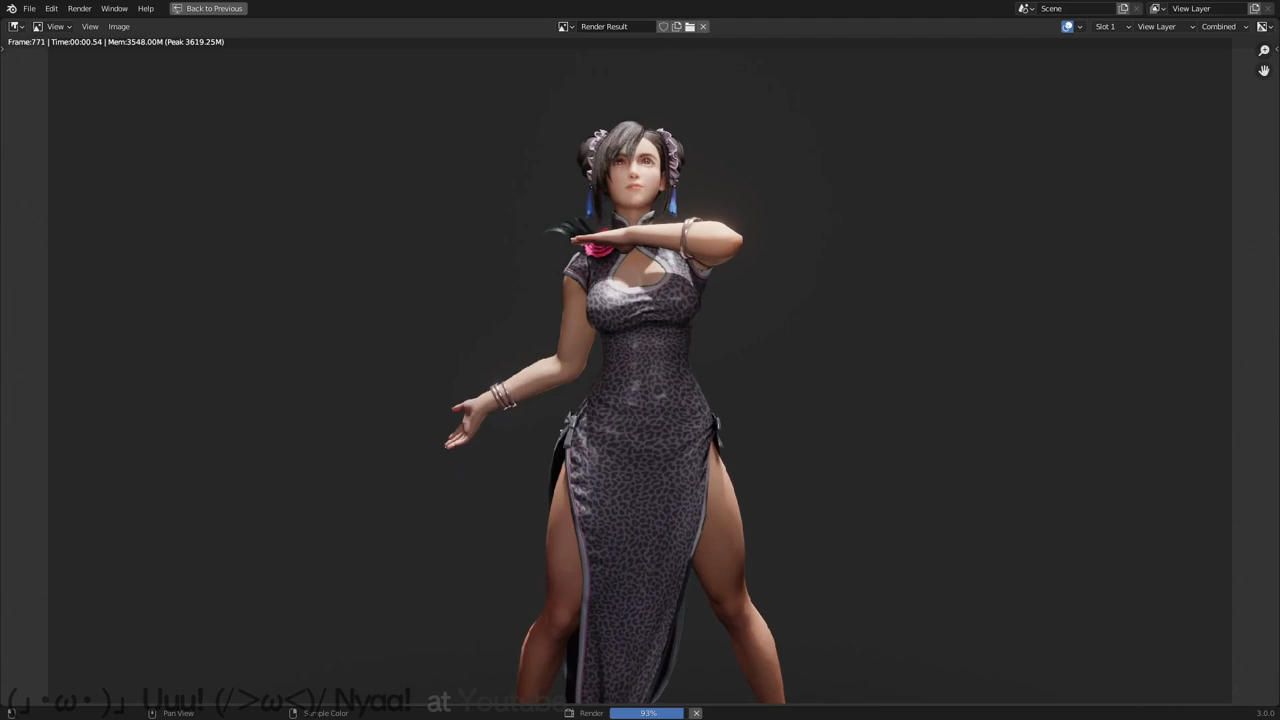 File Edit Render Window Help Back to Previous Scene View Layer
View View Image Render Result Slot 1 View Layer Combined
Frame:771 | Time:00:00.54 | Mem:3548.00M (Peak 3619.25M)
(」・ω・)」Uuu! (/>ω<)/ Nyaa! at Youtube
Pan View Sample Color Render 93% 3.0.0